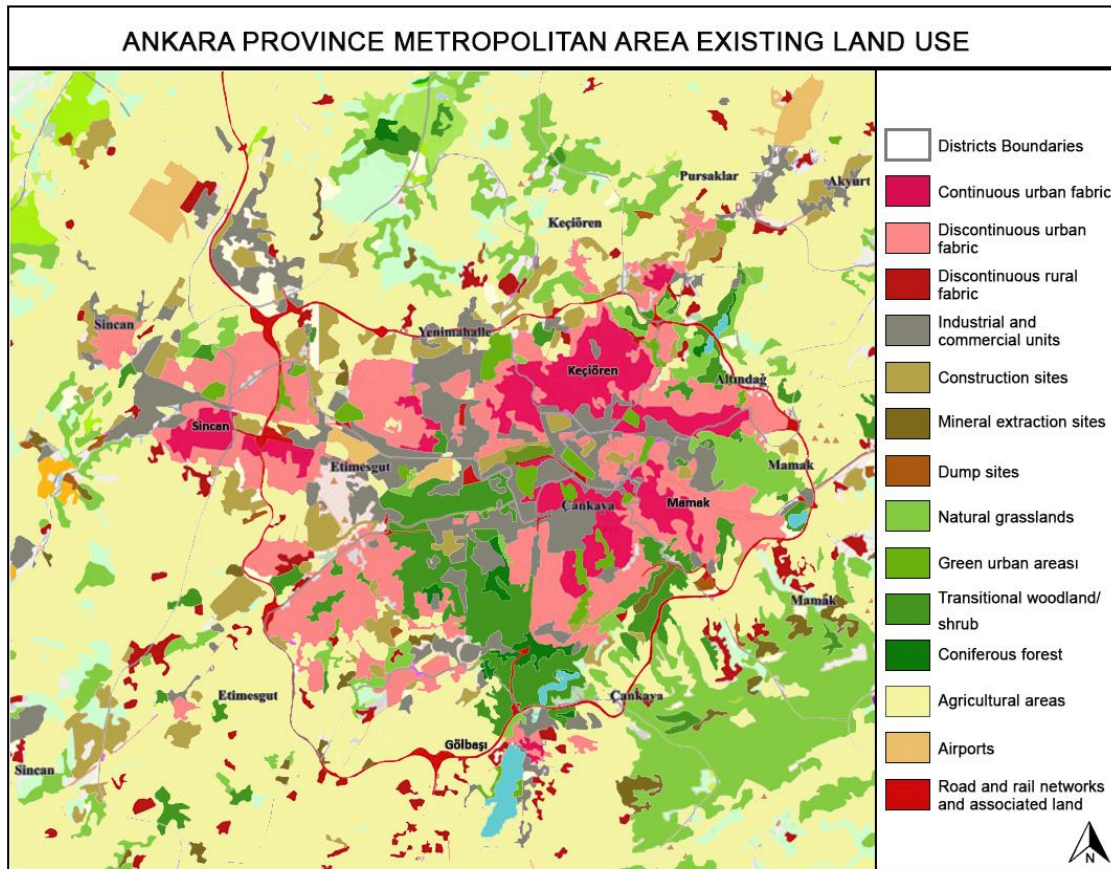 ANKARA PROVINCE METROPOLITAN AREA EXISTING LAND USE
Pursaklar
Akyurt
Keçiören
Sincan
Yenimahalle
Keçiören
Altındağ
Sincan
Etimesgut
Mamak
Çankaya
Mamak
Mamak
Etimesgut
Çankaya
Gölbaşı
Sincan
Districts Boundaries
Continuous urban fabric
Discontinuous urban
fabric
Discontinuous rural
fabric
Industrial and
commercial units
Construction sites
Mineral extraction sites
Dump sites
Natural grasslands
Green urban areası
Transitional woodland/
shrub
Coniferous forest
Agricultural areas
Airports
Road and rail networks
and associated land
N